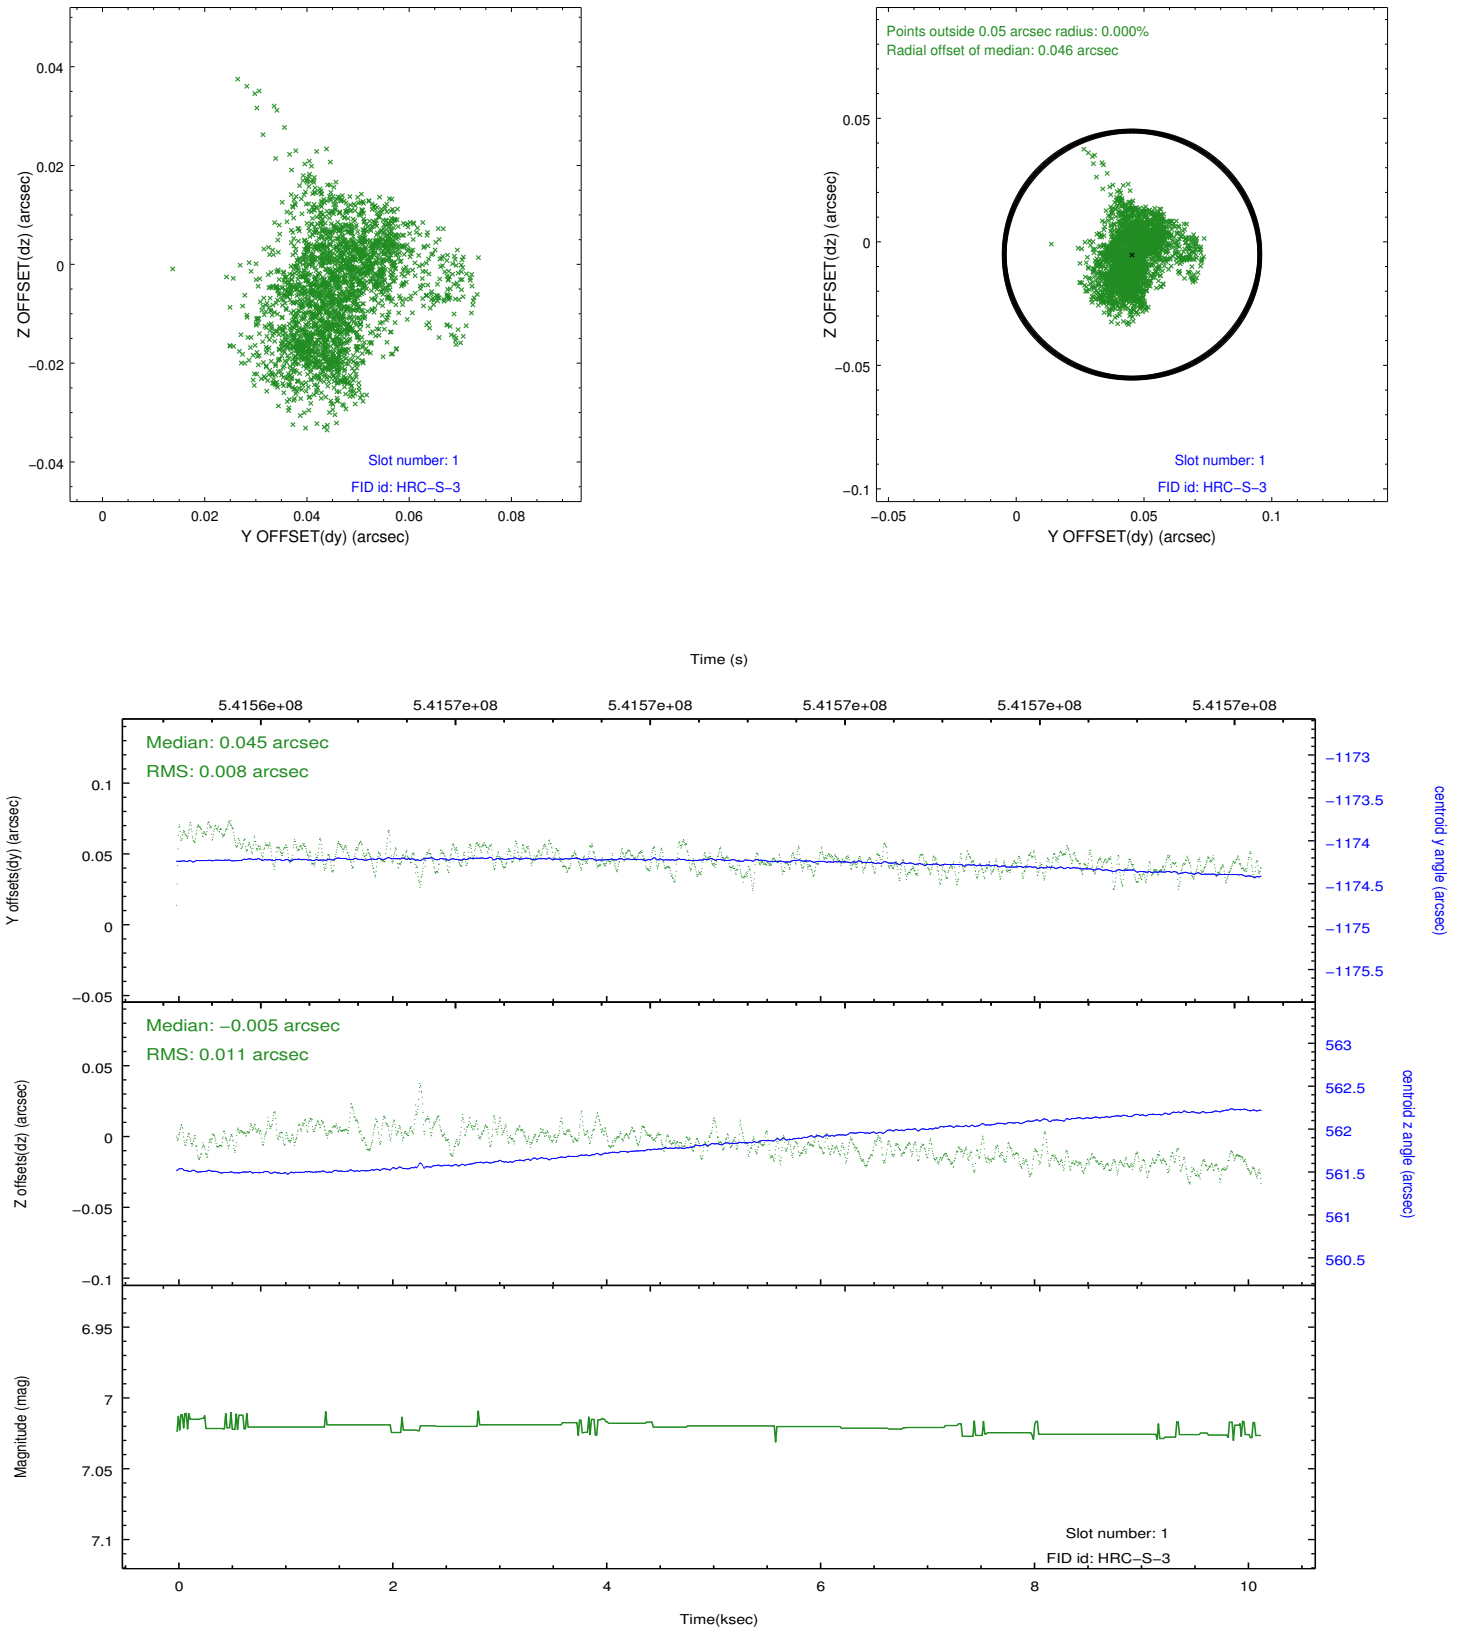 0.04
0.02
0
−0.02
−0.04
Z OFFSET(dz) (arcsec)
Slot number: 1
FID id: HRC−S−3
0
0.02
0.04
0.06
0.08
Y OFFSET(dy) (arcsec)
Points outside 0.05 arcsec radius: 0.000%
Radial offset of median: 0.046 arcsec
0.05
0
−0.05
−0.1
Z OFFSET(dz) (arcsec)
Slot number: 1
FID id: HRC−S−3
−0.05
0
0.05
0.1
Y OFFSET(dy) (arcsec)
Time (s)
5.4156e+08
5.4157e+08
5.4157e+08
5.4157e+08
5.4157e+08
5.4157e+08
Median: 0.045 arcsec
RMS: 0.008 arcsec
0.1
0.05
0
−0.05
Y offsets(dy) (arcsec)
−1173
−1173.5
−1174
−1174.5
−1175
−1175.5
centroid y angle (arcsec)
Median: −0.005 arcsec
RMS: 0.011 arcsec
0.05
0
−0.05
−0.1
Z offsets(dz) (arcsec)
563
562.5
562
561.5
561
560.5
centroid z angle (arcsec)
6.95
7
7.05
7.1
Magnitude (mag)
Slot number: 1
FID id: HRC−S−3
0
2
4
6
8
10
Time(ksec)